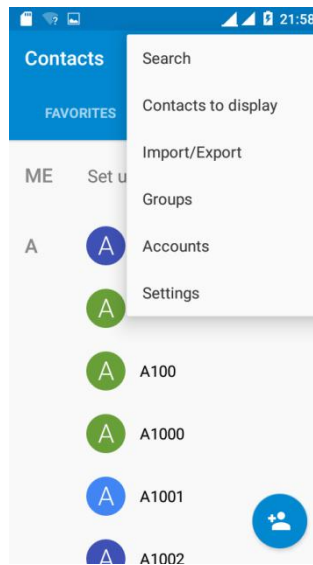 21:58
Contacts
Search
FAVORITES
Contacts to display
Import/Export
ME
Set u
Groups
A
A
Accounts
Settings
A
A
A100
A
A1000
A
A1001
A
A1002